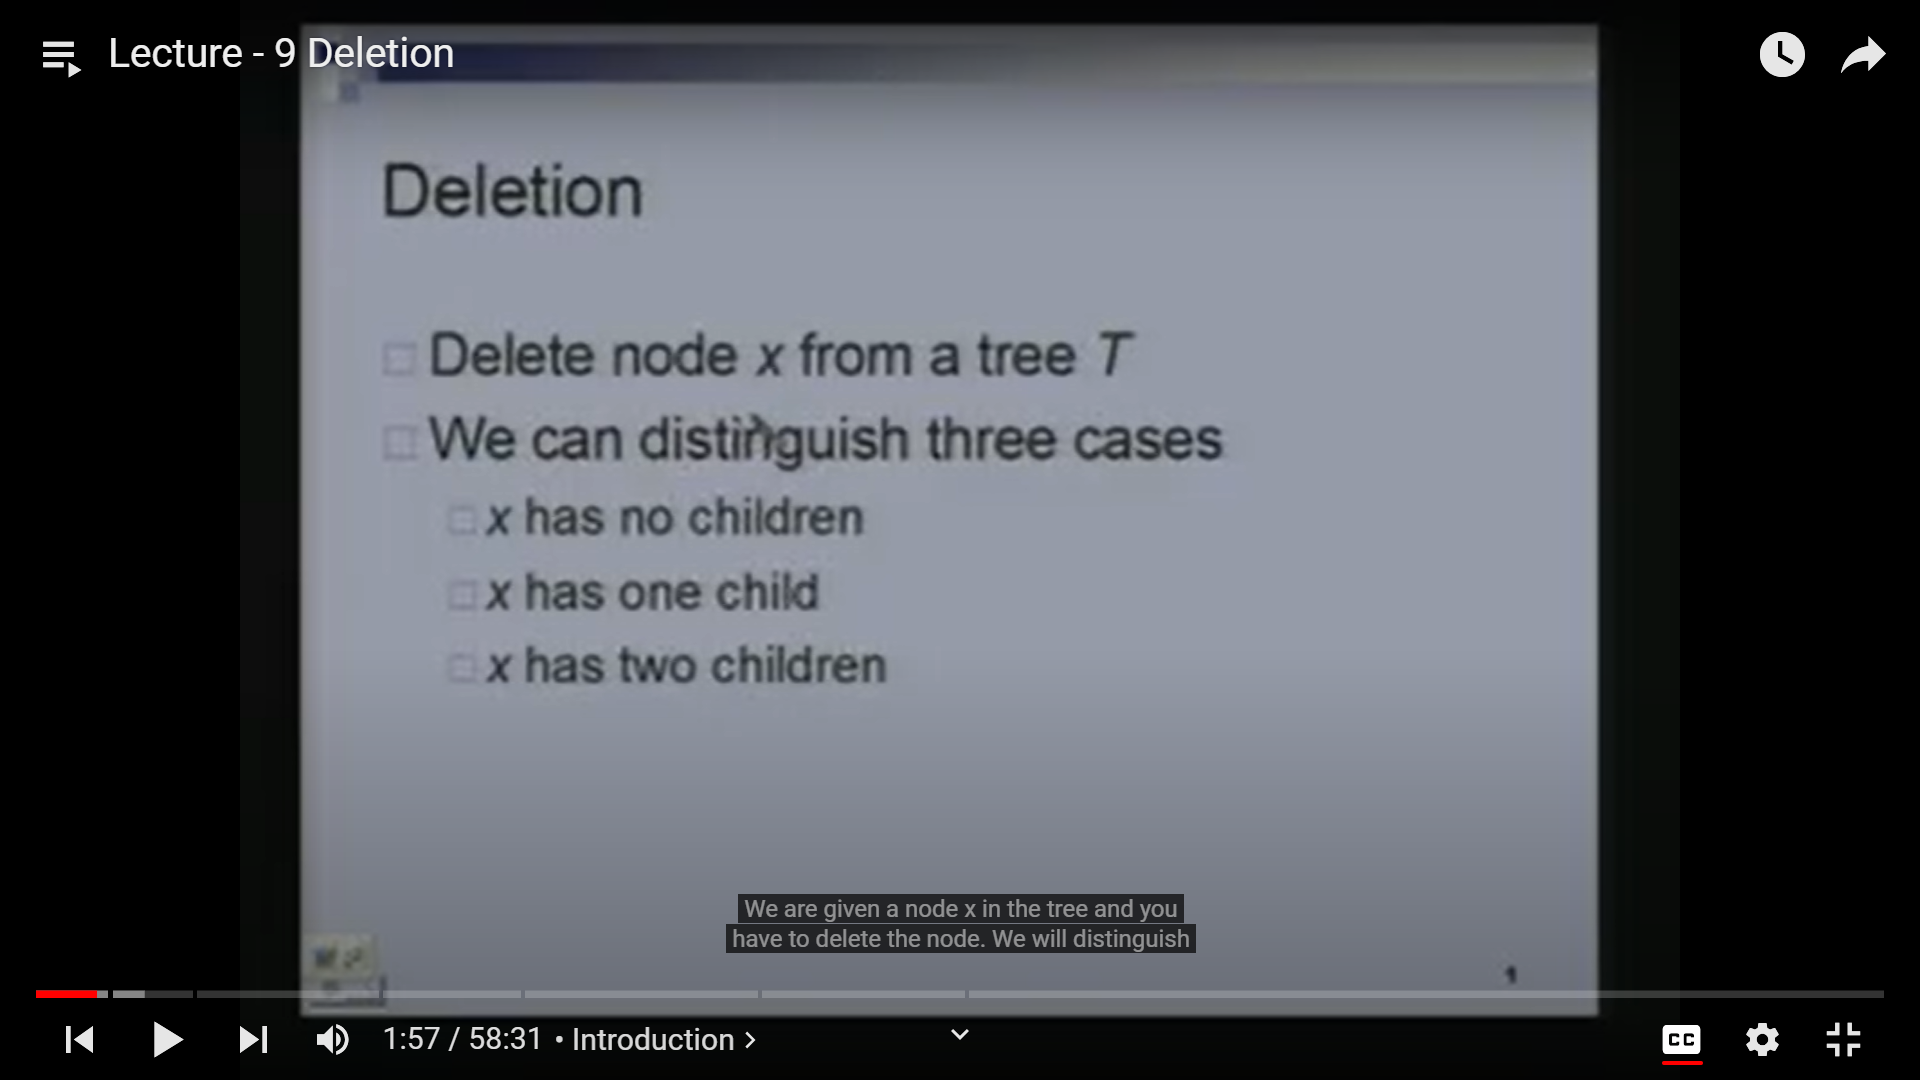 Lecture - 9 Deletion
Deletion
Delete node x from a tree T
We can distinguish three cases
x has no children
x has one child
x has two children
We are given a node x in the tree and you
have to delete the node. We will distinguish
1
1:57 / 58:31 • Introduction >
CC